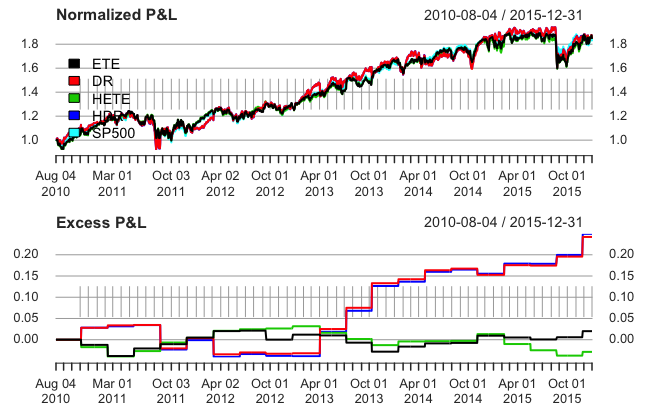 Normalized P&L 2010-08-04 / 2015-12-31
1.8 1.8
1.6 1.6
1.4 1.4
1.2 1.2
1.0 1.0
ETE
DR
HETE
HDR
SP500
Aug 04 Mar 01 Oct 03 Apr 02 Oct 01 Apr 01 Oct 01 Apr 01 Oct 01 Apr 01 Oct 01
2010 2011 2011 2012 2012 2013 2013 2014 2014 2015 2015
Excess P&L 2010-08-04 / 2015-12-31
0.20 0.20
0.15 0.15
0.10 0.10
0.05 0.05
0.00 0.00
Aug 04 Mar 01 Oct 03 Apr 02 Oct 01 Apr 01 Oct 01 Apr 01 Oct 01 Apr 01 Oct 01
2010 2011 2011 2012 2012 2013 2013 2014 2014 2015 2015